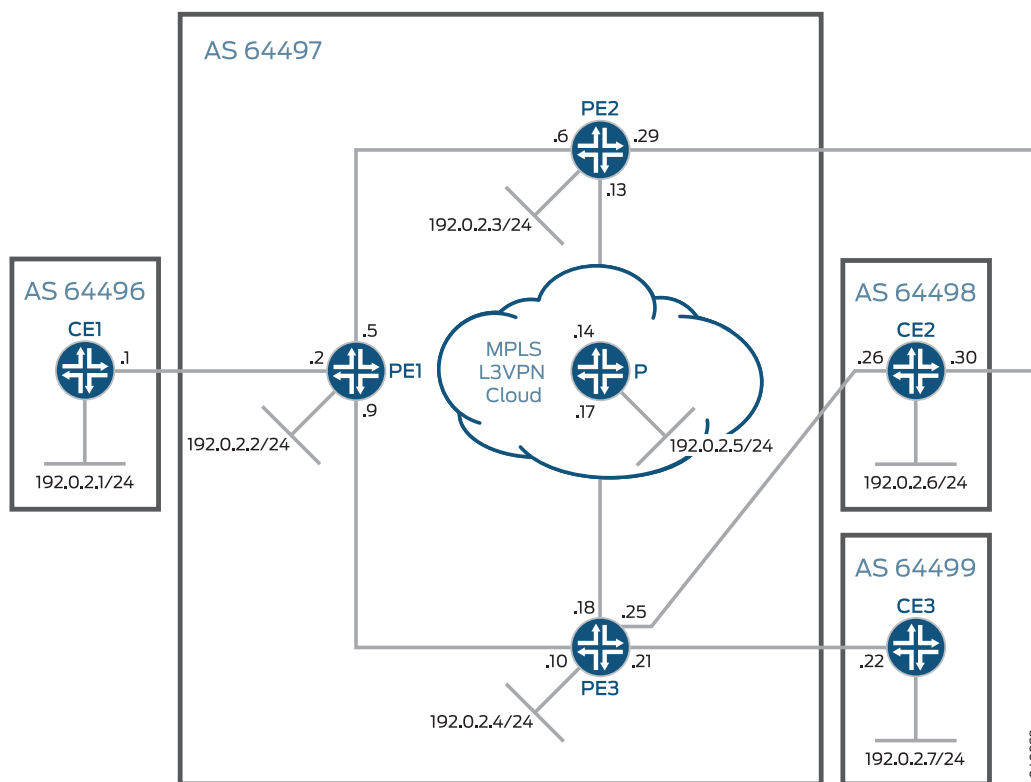 AS 64497
PE2
.6
.29
.13
192.0.2.3/24
AS 64496
CE1
.1
192.0.2.1/24
.5
.2
PE1
.9
192.0.2.2/24
MPLS
L3VPN
Cloud
.14
P
.17
192.0.2.5/24
AS 64498
CE2
.26
.30
192.0.2.6/24
.18
.25
.10
.21
PE3
192.0.2.4/24
AS 64499
CE3
.22
192.0.2.7/24